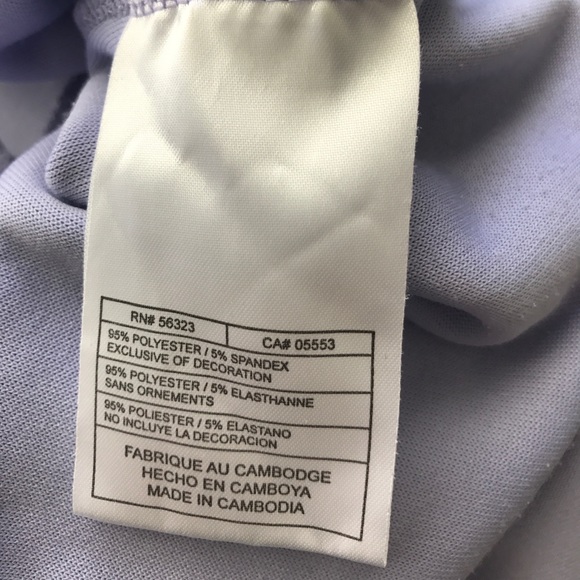 RN# 56323 CA# 05553
95% POLYESTER / 5% SPANDEX
EXCLUSIVE OF DECORATION
95% POLYESTER / 5% ELASTHANNE
SANS ORNEMENTS
95% POLIESTER / 5% ELASTANO
NO INCLUYE LA DECORACION
FABRIQUE AU CAMBODGE
HECHO EN CAMBOYA
MADE IN CAMBODIA